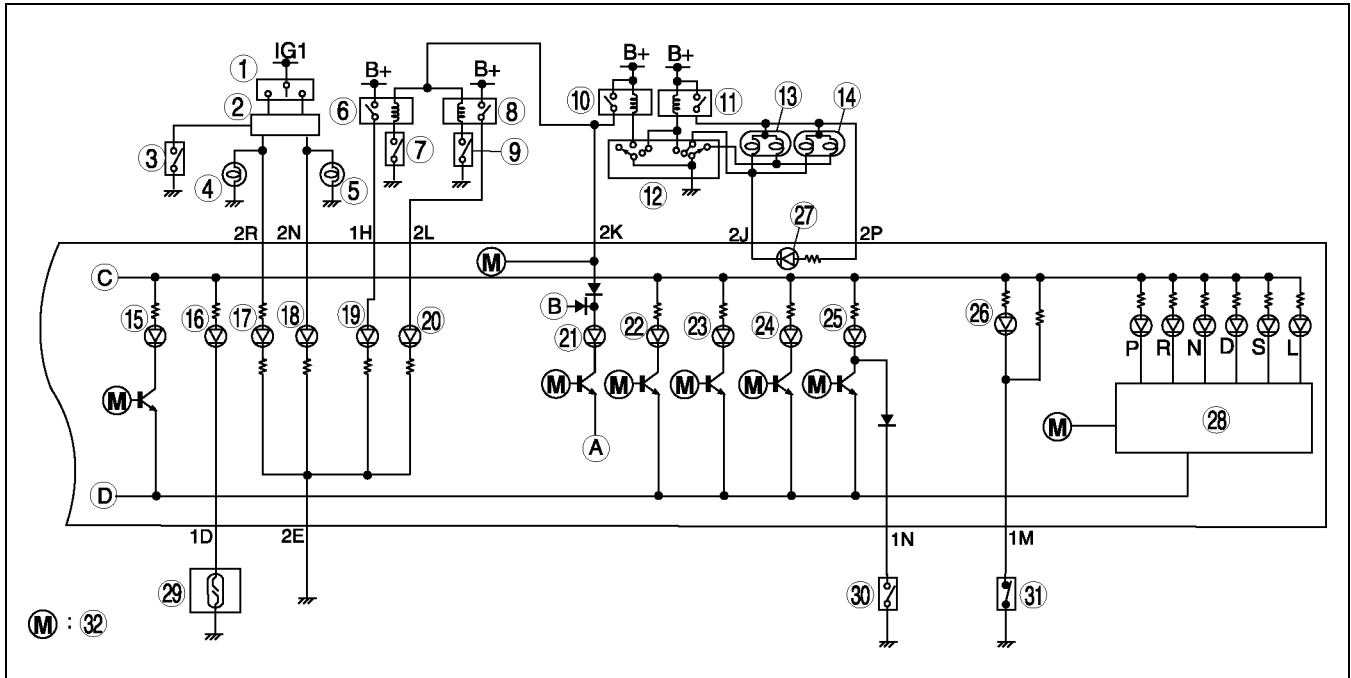 IG1
1
B+
B+
B+
B+
2
6
8
10
11
13
14
3
7
9
4
5
12
27
2R
2N
1H
2L
2K
2J
2P
M
C
B
15
16
17
18
19
20
21
22
23
24
25
26
P
R
N
D
S
L
M
M
M
M
M
M
28
M
A
D
1D
2E
1N
1M
29
30
31
M : 32